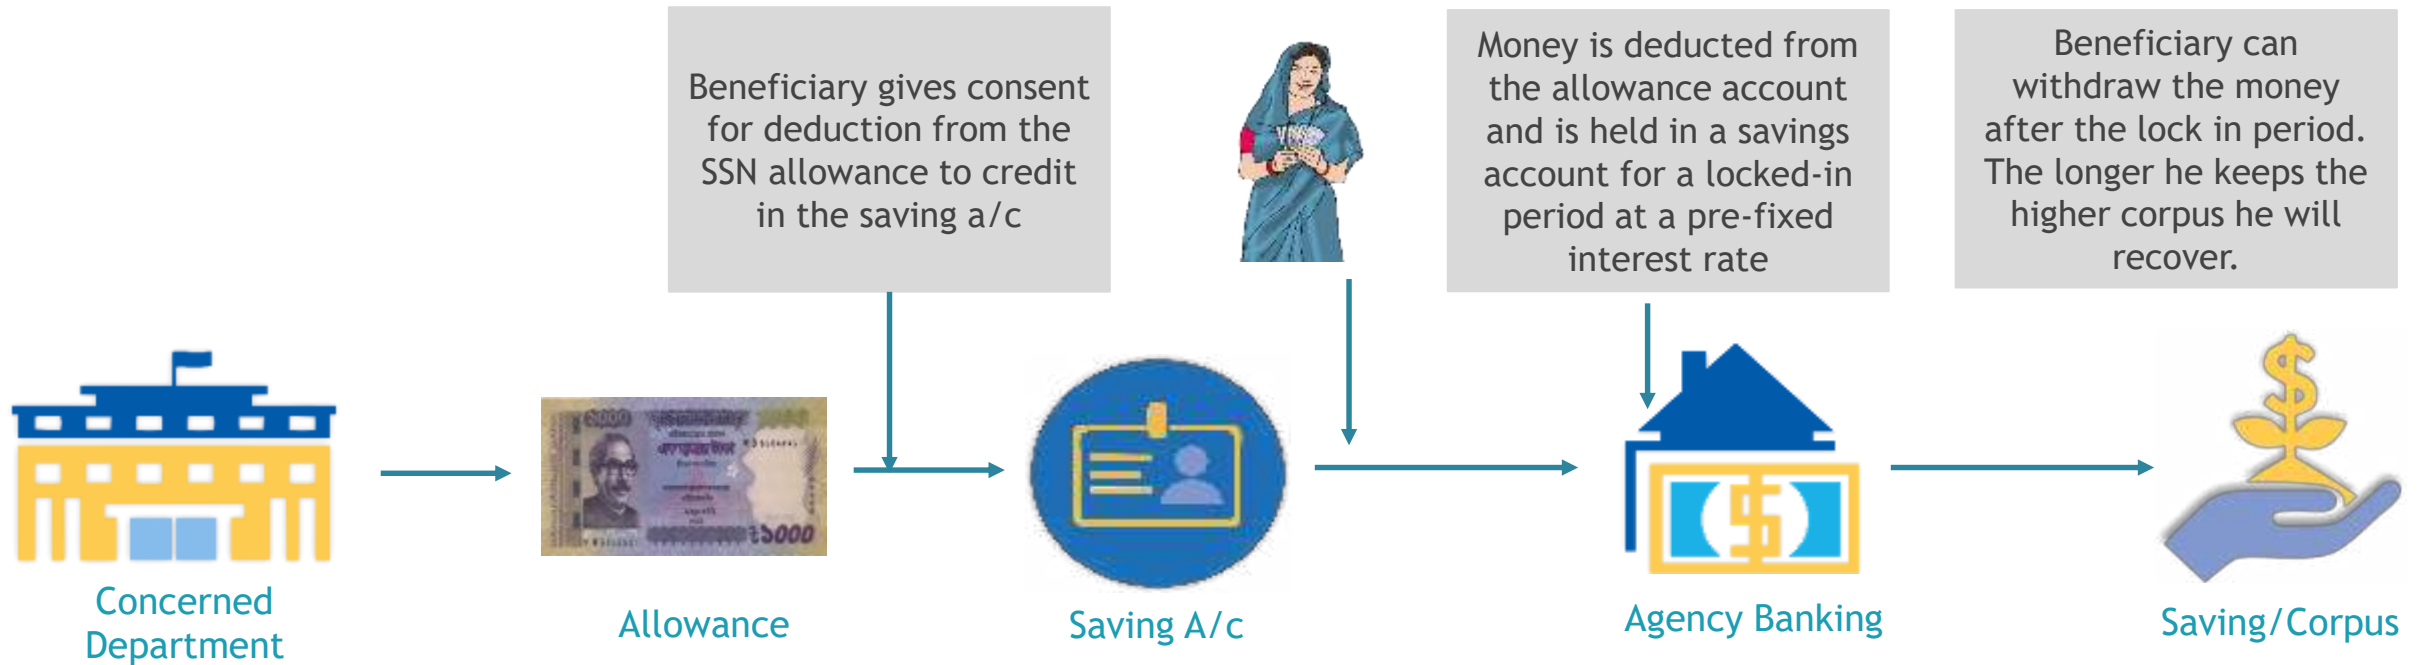 Beneficiary gives consent
for deduction from the
SSN allowance to credit
in the saving a/c
Money is deducted from
the allowance account
and is held in a savings
account for a locked-in
period at a pre-fixed
interest rate
Beneficiary can
withdraw the money
after the lock in period.
The longer he keeps the
higher corpus he will
recover.
৳১০০০
Concerned
Department
Allowance
Saving A/c
Agency Banking
Saving/Corpus